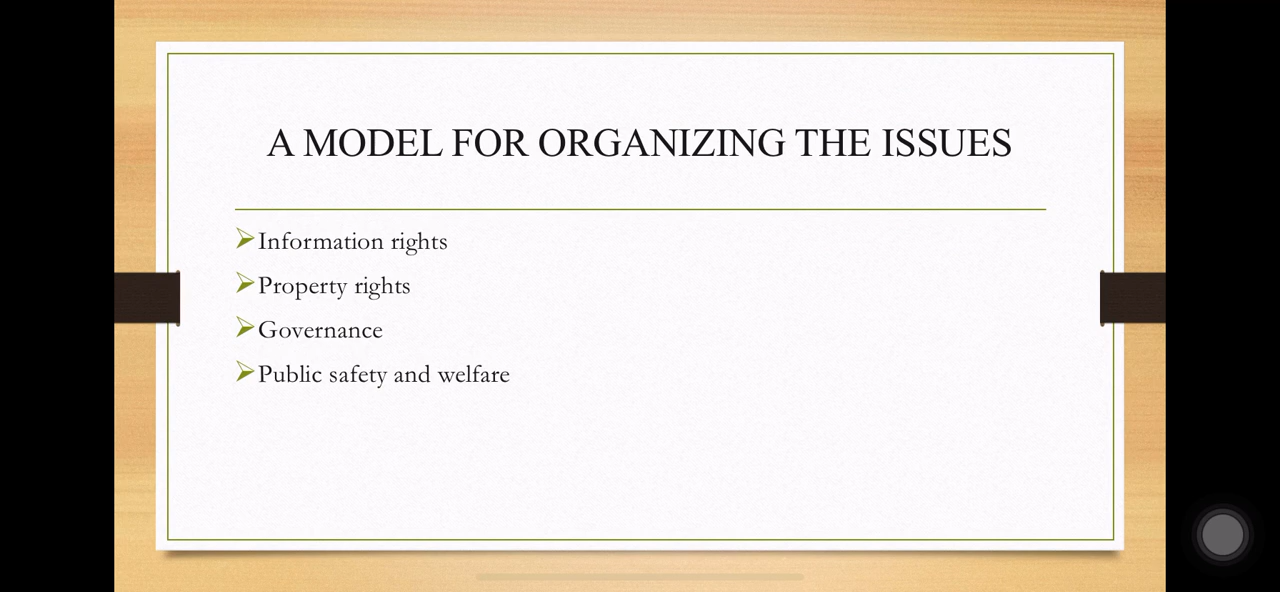 A MODEL FOR ORGANIZING THE ISSUES
Information rights
Property rights
Governance
Public safety and welfare